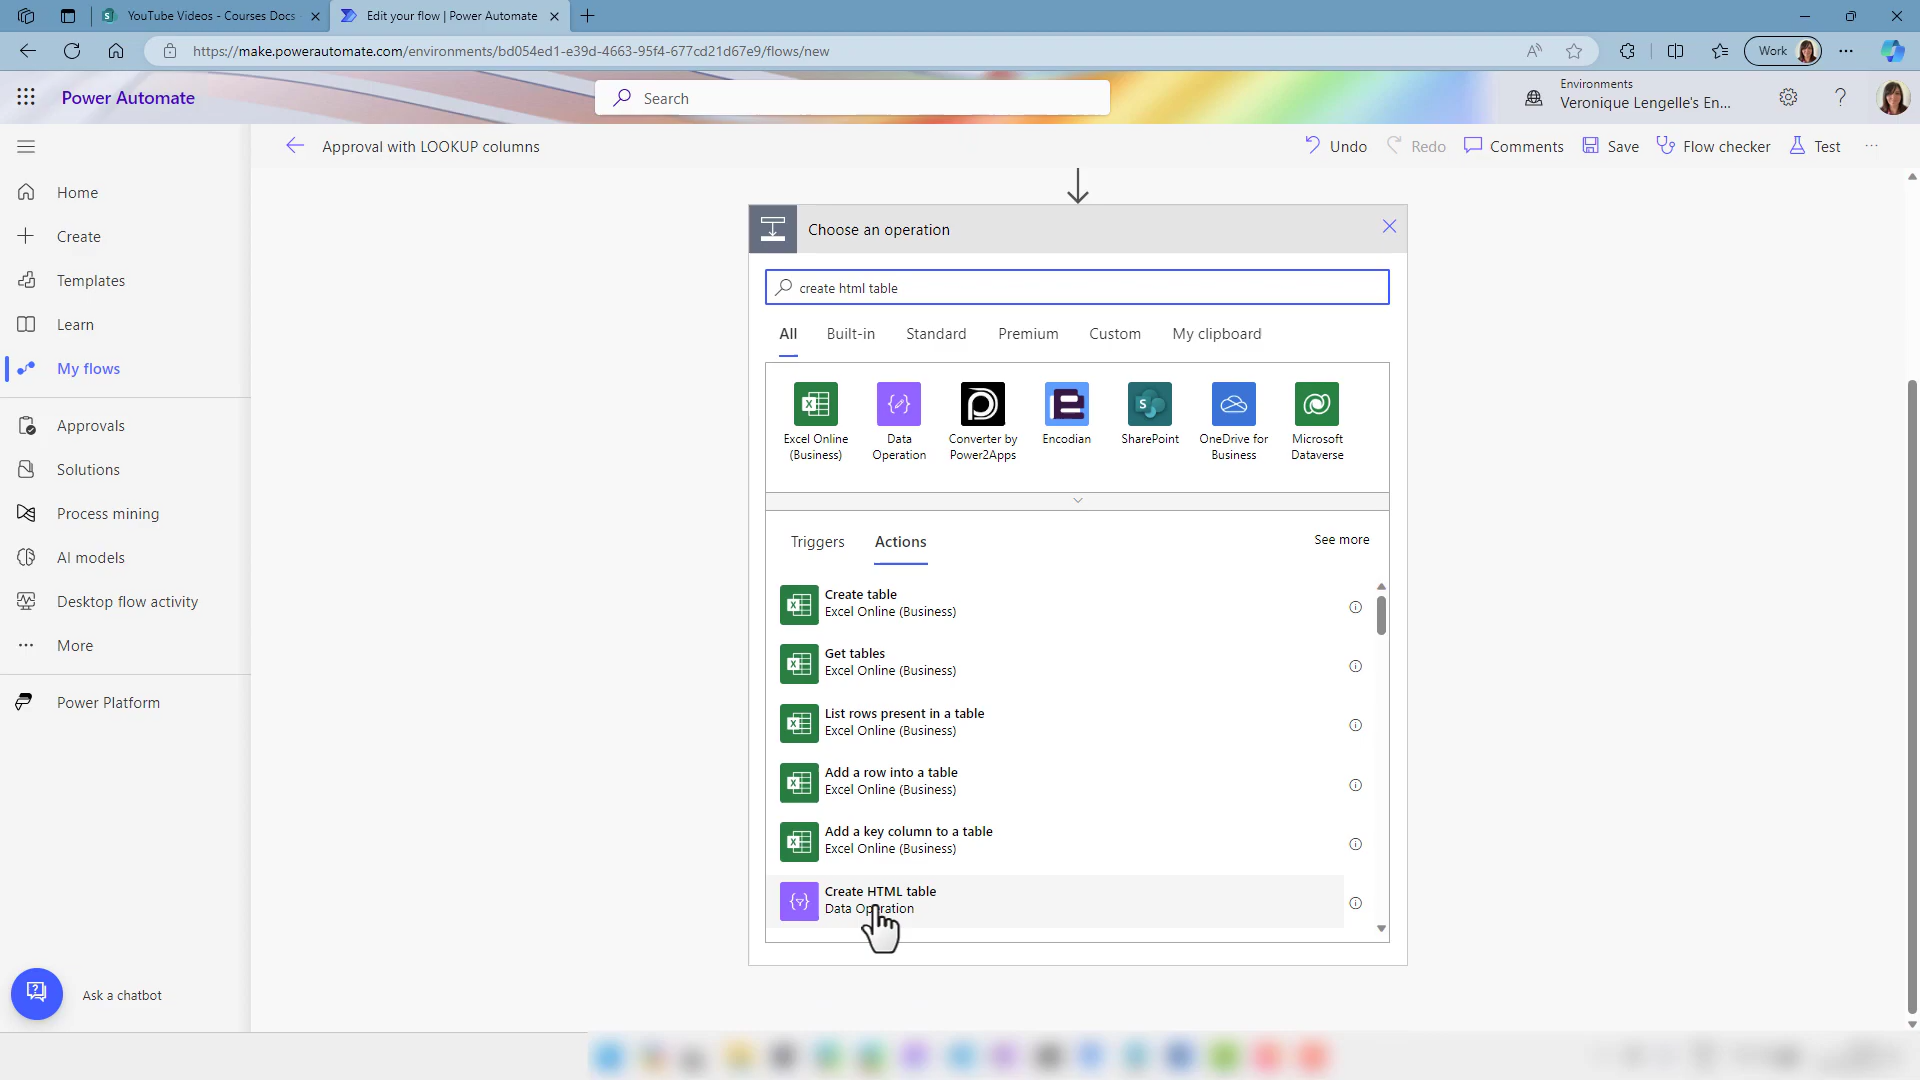 YouTube Videos - Courses Docs
Edit your flow | Power Automate
https://make.powerautomate.com/environments/bd054ed1-e39d-4663-95f4-677cd21d67e9/flows/new
Work
Power Automate
Search
Environments
Veronique Lengelle's En...
Approval with LOOKUP columns
Undo
Redo
Comments
Save
Flow checker
Test
Home
Create
Templates
Learn
My flows
Approvals
Solutions
Process mining
AI models
Desktop flow activity
More
Power Platform
Ask a chatbot
Choose an operation
create html table
All
Built-in
Standard
Premium
Custom
My clipboard
Excel Online
(Business)
Data
Operation
Converter by
Power2Apps
Encodian
SharePoint
OneDrive for
Business
Microsoft
Dataverse
Triggers
Actions
See more
Create table
Excel Online (Business)
Get tables
Excel Online (Business)
List rows present in a table
Excel Online (Business)
Add a row into a table
Excel Online (Business)
Add a key column to a table
Excel Online (Business)
Create HTML table
Data Operation